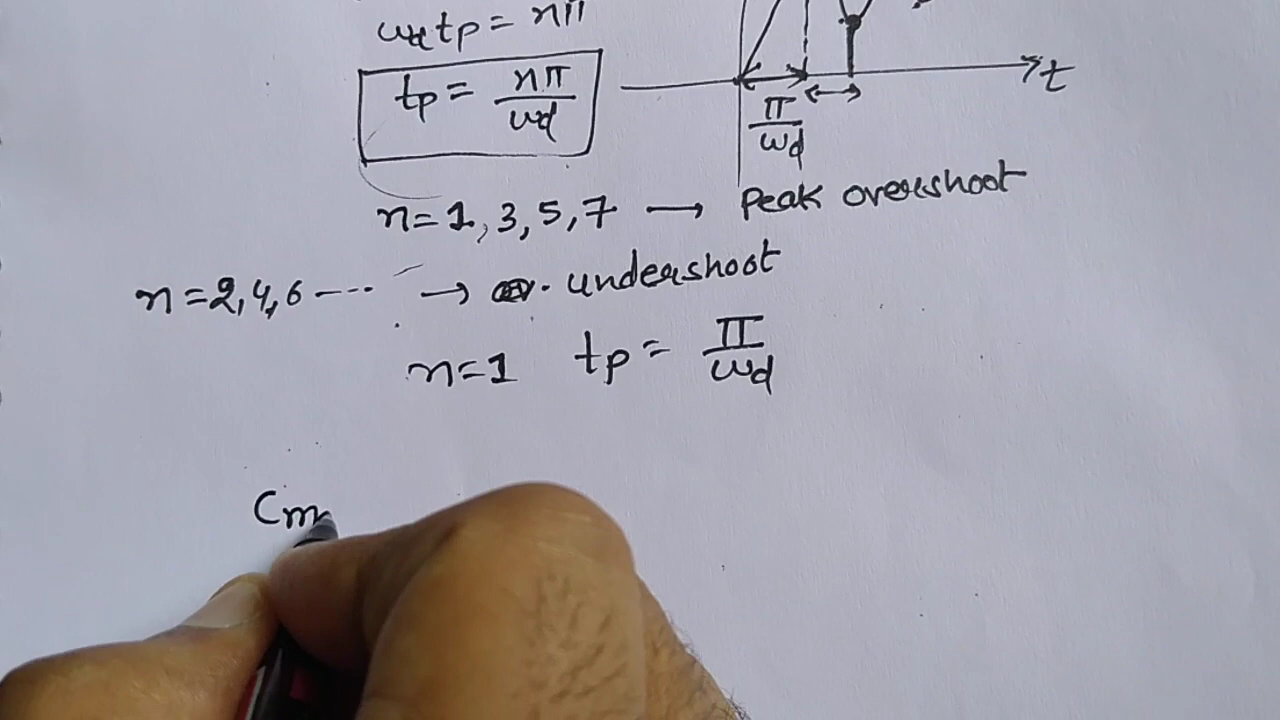 ωd tp = nπ
tp = nπ/ωd
t
π/ωd
n = 1, 3, 5, 7 → Peak overshoot
n = 2, 4, 6 --- → undershoot
n = 1 tp = π/ωd
Cm